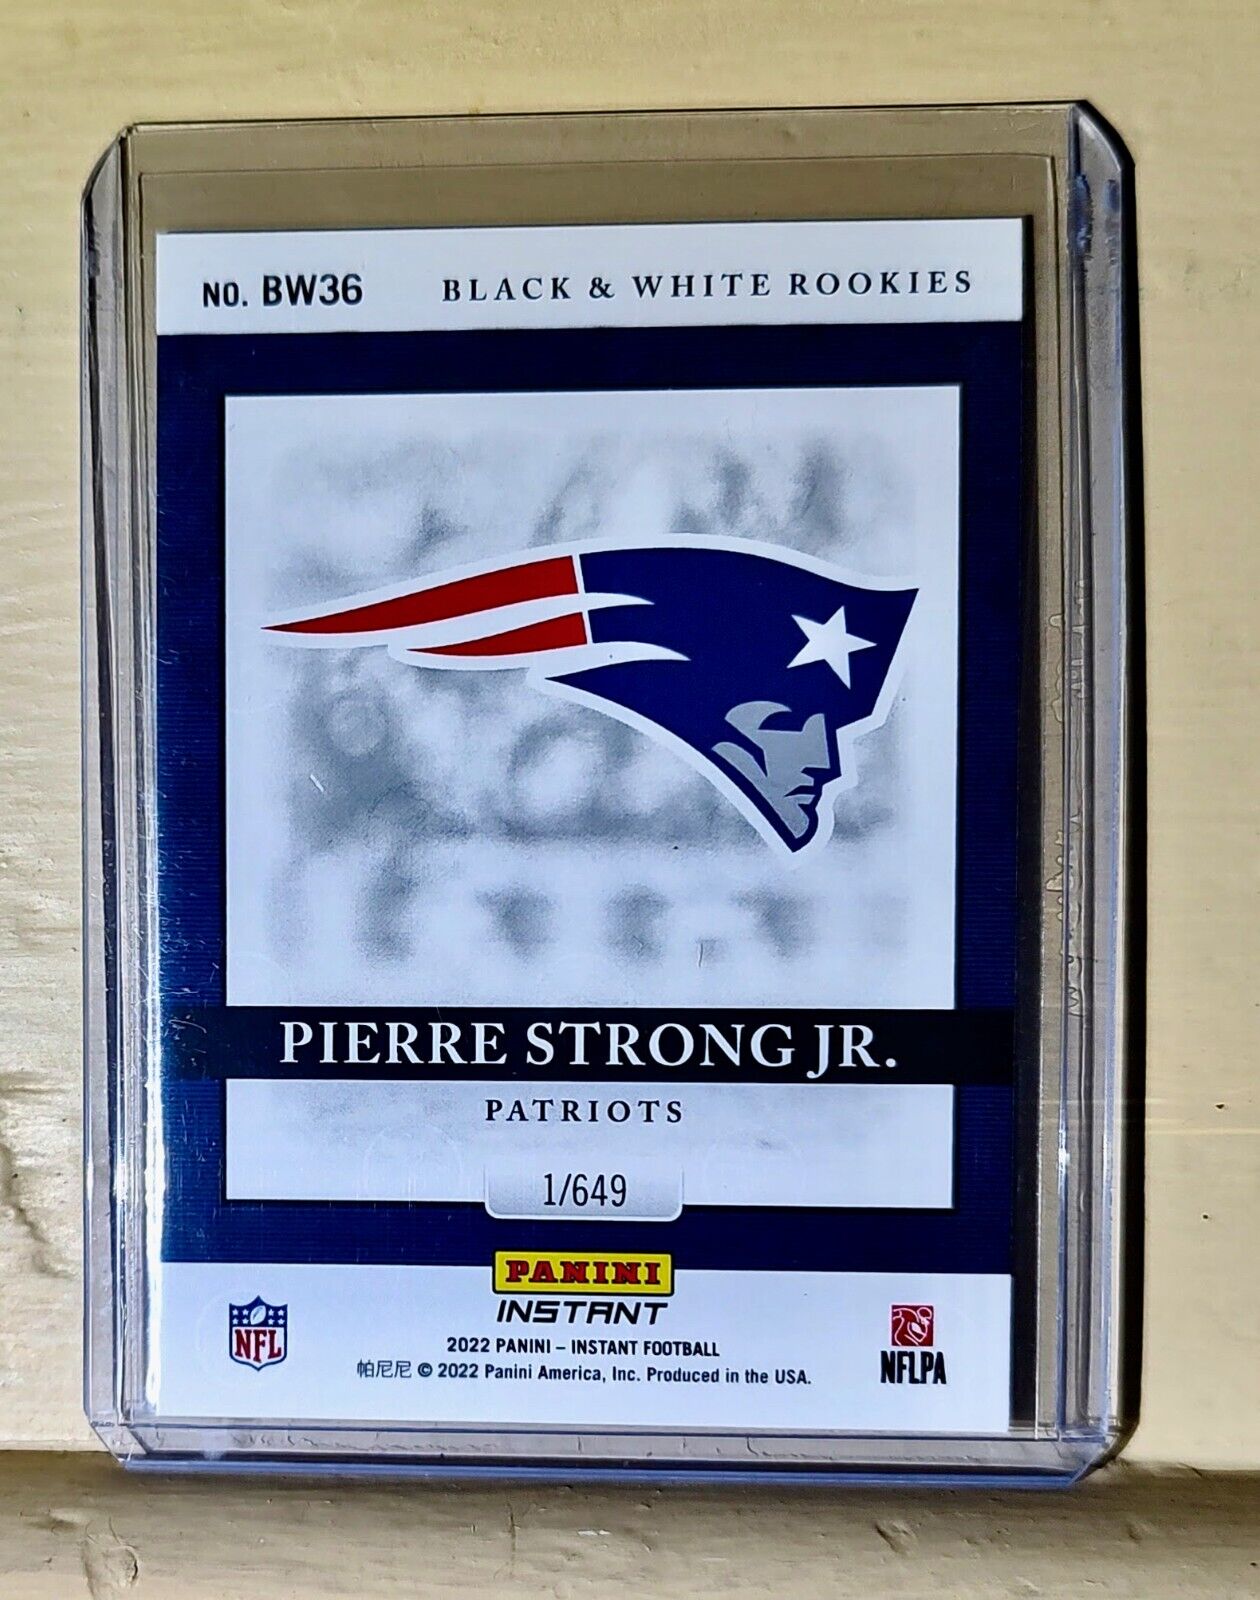 NO. BW36 BLACK & WHITE ROOKIES
PIERRE STRONG JR.
PATRIOTS
1/649
PANINI
INSTANT
2022 PANINI – INSTANT FOOTBALL
帕尼尼 © 2022 Panini America, Inc. Produced in the USA.
NFL
NFLPA